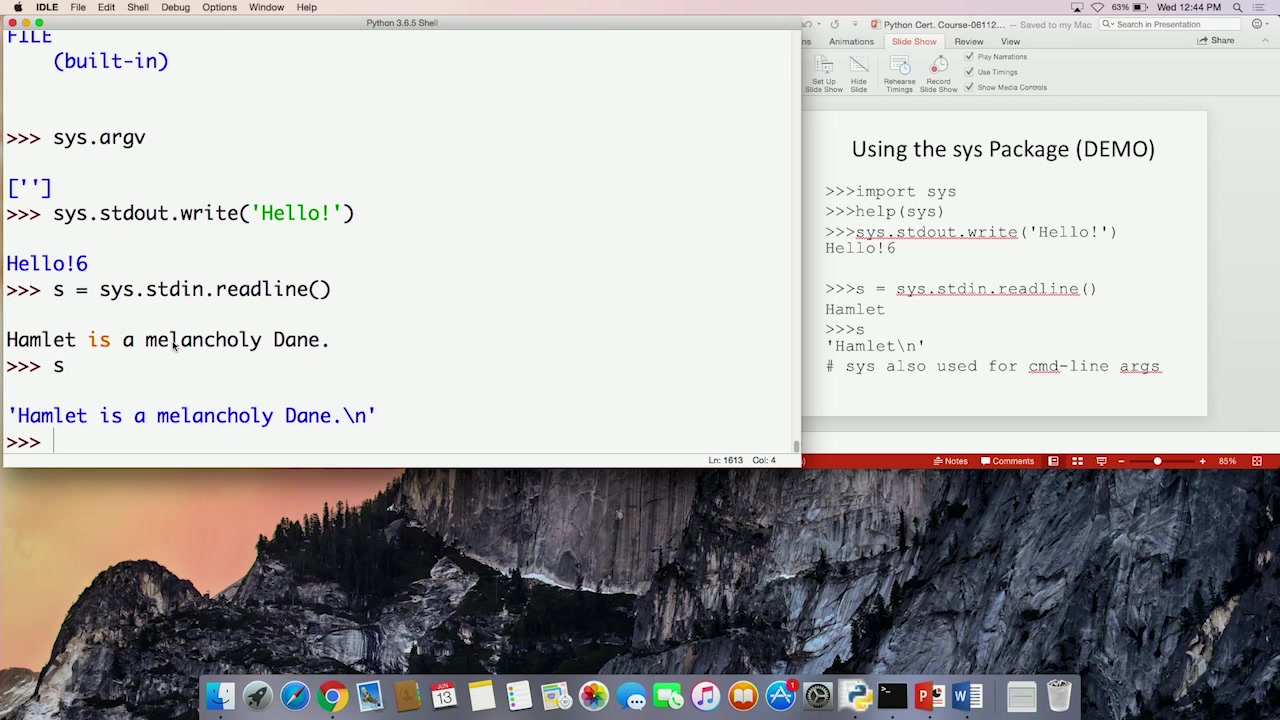 IDLE File Edit Shell Debug Options Window Help 63% Wed 12:44 PM
Python 3.6.5 Shell
FILE
(built-in)
>>> sys.argv
['']
>>> sys.stdout.write('Hello!')
Hello!6
>>> s = sys.stdin.readline()
Hamlet is a melancholy Dane.
>>> s
'Hamlet is a melancholy Dane.\n'
>>>
Ln: 1613 Col: 4
Python Cert. Course-06112... — Saved to my Mac
Search in Presentation
ns Animations Slide Show Review View
Share
Set Up Slide Show
Hide Slide
Rehearse Timings
Record Slide Show
Play Narrations
Use Timings
Show Media Controls
Using the sys Package (DEMO)
>>>import sys
>>>help(sys)
>>>sys.stdout.write('Hello!')
Hello!6
>>>s = sys.stdin.readline()
Hamlet
>>>s
'Hamlet\n'
# sys also used for cmd-line args
Notes Comments 85%
JUN
13
1